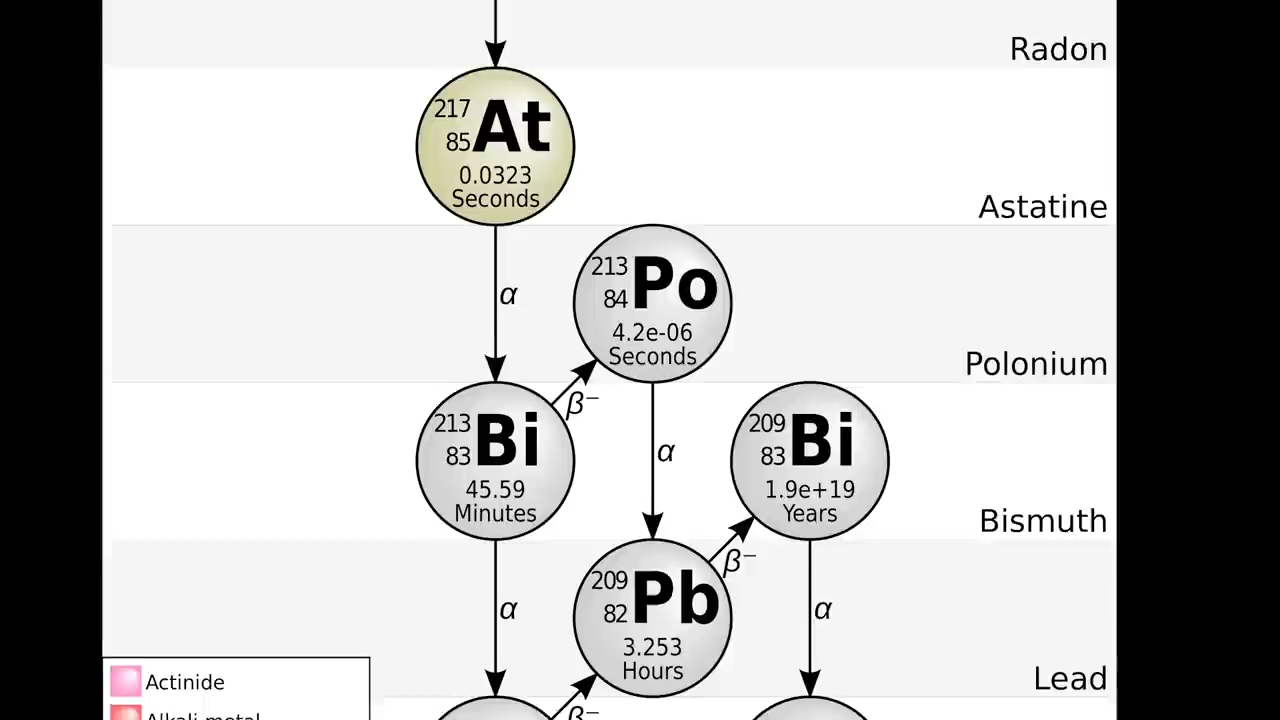 Radon
217
85
At
0.0323
Seconds
Astatine
α
213
84
Po
4.2e-06
Seconds
Polonium
β⁻
213
83
Bi
45.59
Minutes
α
209
83
Bi
1.9e+19
Years
Bismuth
β⁻
α
209
82
Pb
3.253
Hours
α
Lead
Actinide
Alkali metal
β⁻